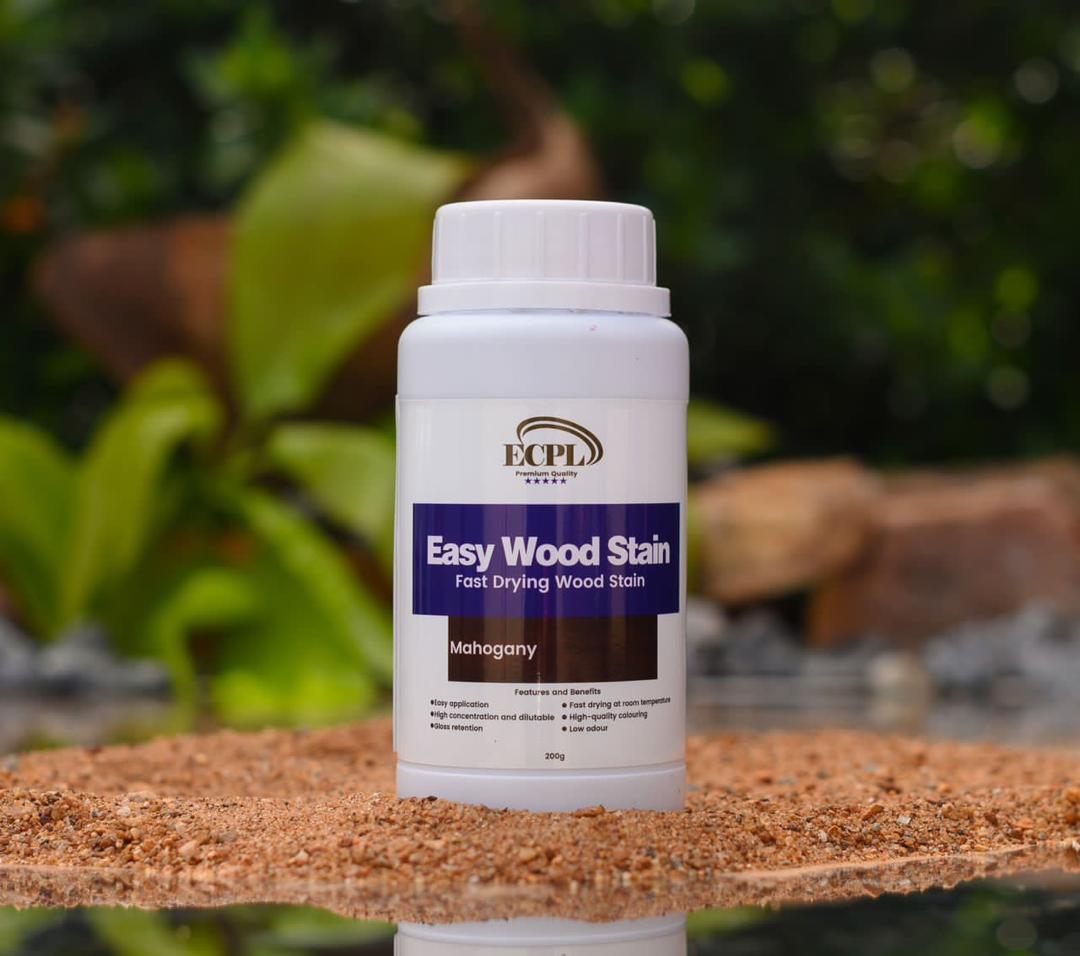 ECPL
Premium Quality
Easy Wood Stain
Fast Drying Wood Stain
Mahogany
Features and Benefits
•Easy application
•High concentration and dilutable
•Gloss retention
• Fast drying at room temperature
• High-quality colouring
• Low odour
200g